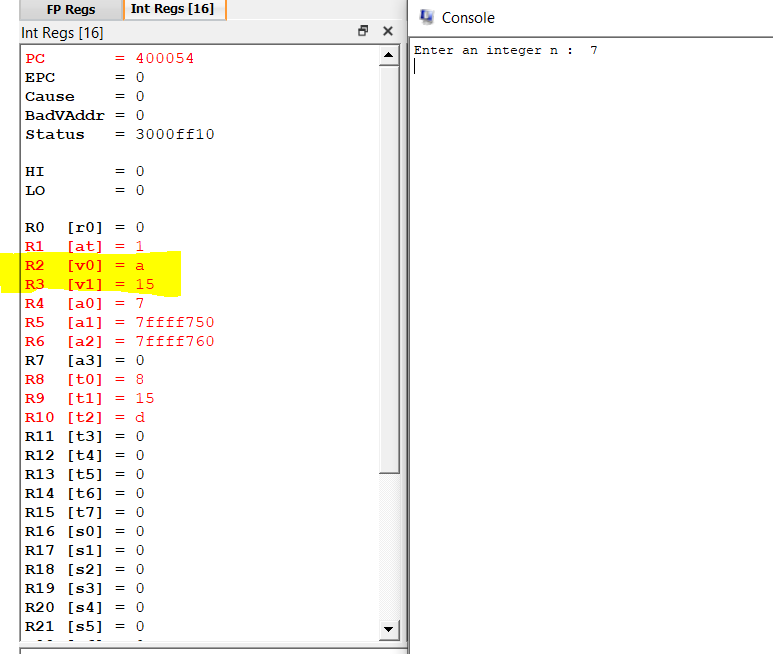 FP Regs
Int Regs [16]
Int Regs [16]
PC = 400054
EPC = 0
Cause = 0
BadVAddr = 0
Status = 3000ff10
HI = 0
LO = 0
R0 [r0] = 0
R1 [at] = 1
R2 [v0] = a
R3 [v1] = 15
R4 [a0] = 7
R5 [a1] = 7ffff750
R6 [a2] = 7ffff760
R7 [a3] = 0
R8 [t0] = 8
R9 [t1] = 15
R10 [t2] = d
R11 [t3] = 0
R12 [t4] = 0
R13 [t5] = 0
R14 [t6] = 0
R15 [t7] = 0
R16 [s0] = 0
R17 [s1] = 0
R18 [s2] = 0
R19 [s3] = 0
R20 [s4] = 0
R21 [s5] = 0
Console
Enter an integer n : 7